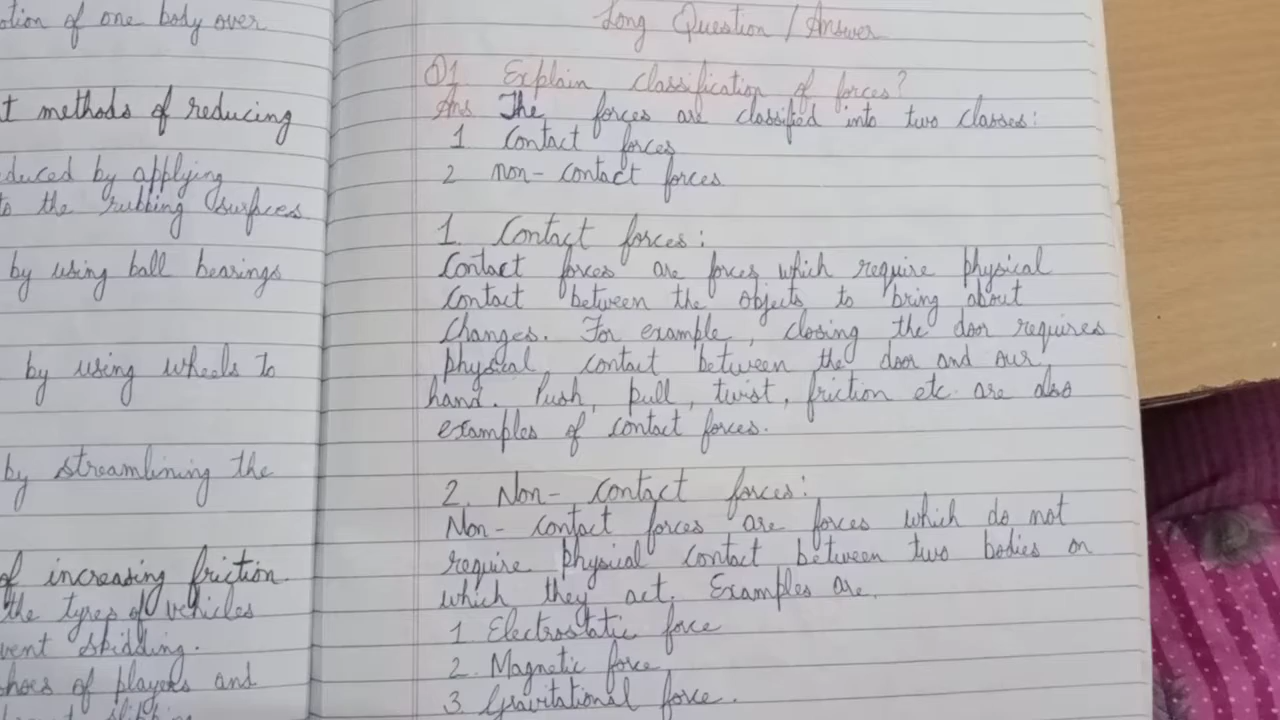 otion of one body over
t methods of reducing
duced by applying
to the rubbing surfaces
by using ball bearings
by using wheels to
by streamlining the
of increasing friction.
the tyres of vehicles
vent skidding.
hoes of players and
Long Question / Answer
Q1 Explain classification of forces?
Ans The forces are classified into two classes:
1 Contact forces
2 non-contact forces
1. Contact forces:
Contact forces are forces which require physical
contact between the objects to bring about
changes. For example, closing the door requires
physical contact between the door and our
hand. Push, pull, twist, friction etc. are also
examples of contact forces.
2. Non-contact forces:
Non-contact forces are forces which do not
require physical contact between two bodies on
which they act. Examples are.
1. Electrostatic force
2. Magnetic force
3. Gravitational force.